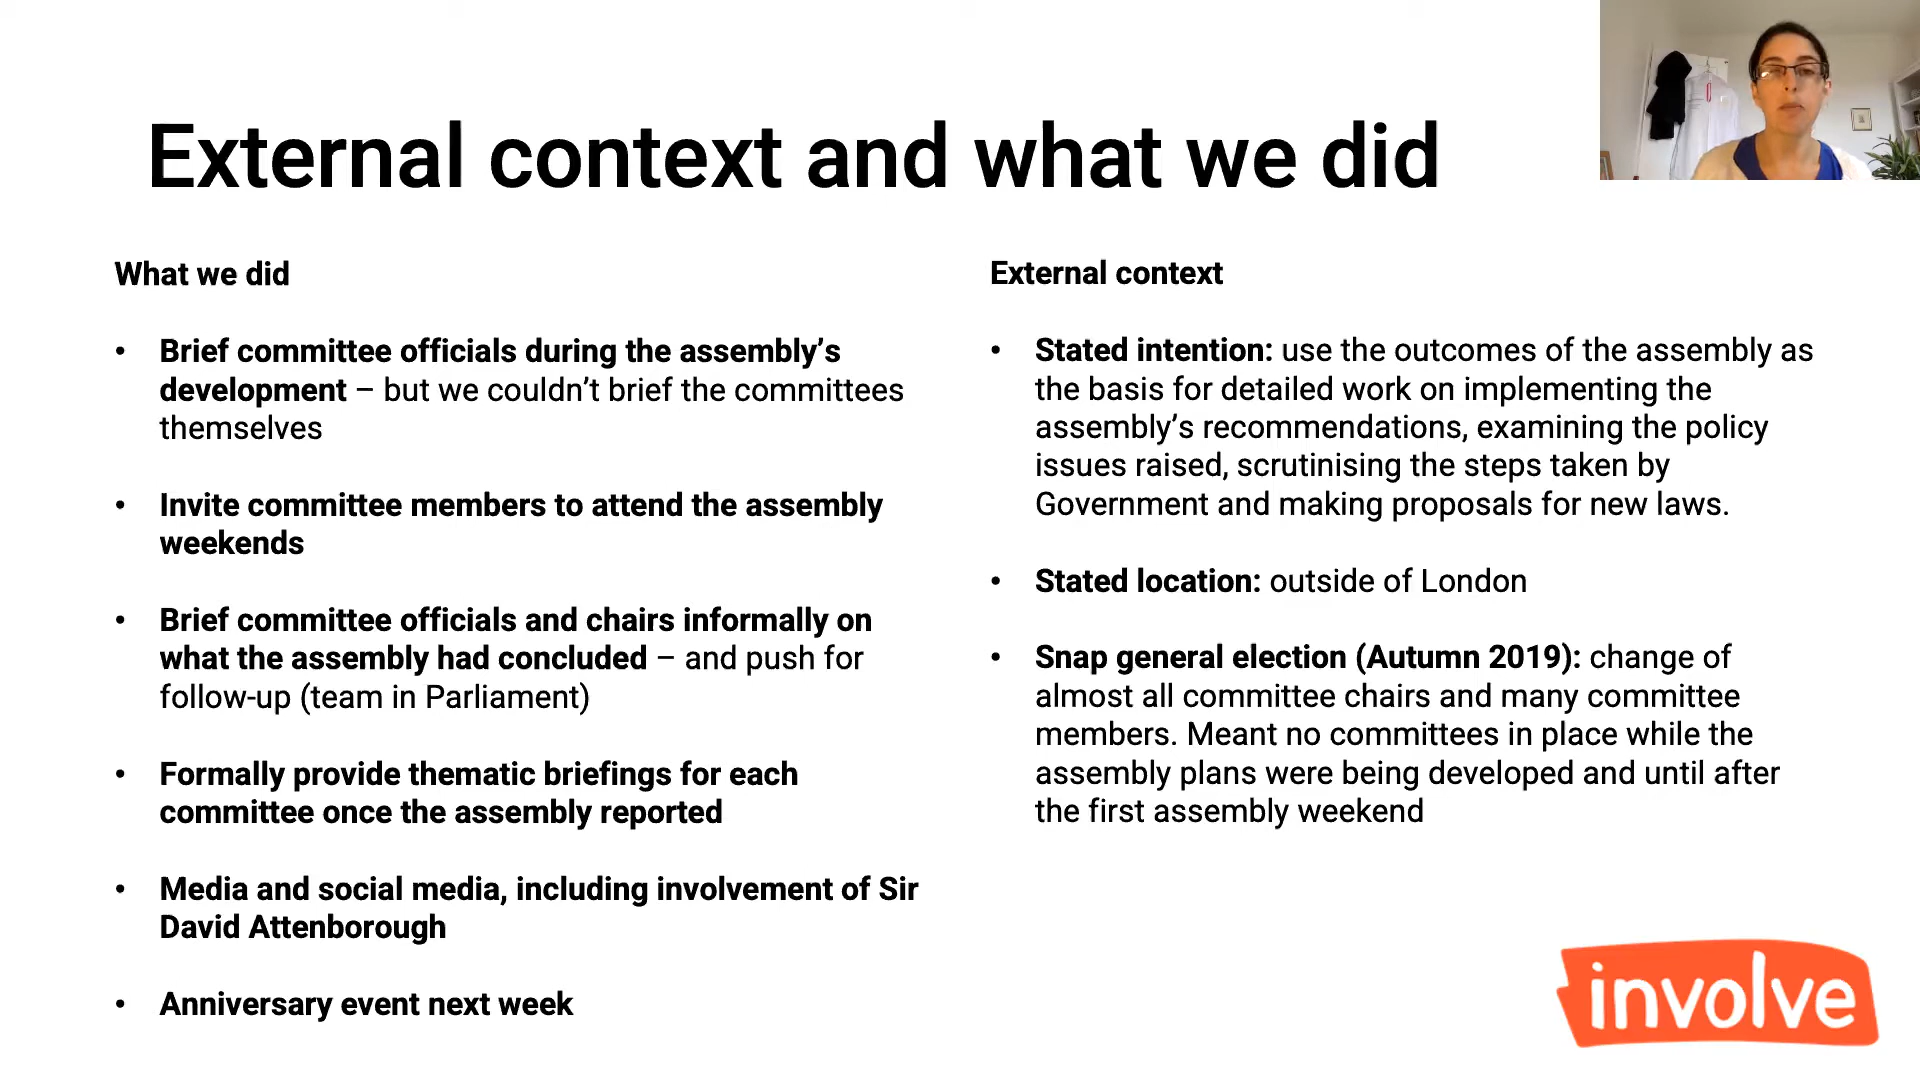 External context and what we did
What we did
• Brief committee officials during the assembly’s
development – but we couldn’t brief the committees
themselves
• Invite committee members to attend the assembly
weekends
• Brief committee officials and chairs informally on
what the assembly had concluded – and push for
follow-up (team in Parliament)
• Formally provide thematic briefings for each
committee once the assembly reported
• Media and social media, including involvement of Sir
David Attenborough
• Anniversary event next week
External context
• Stated intention: use the outcomes of the assembly as
the basis for detailed work on implementing the
assembly’s recommendations, examining the policy
issues raised, scrutinising the steps taken by
Government and making proposals for new laws.
• Stated location: outside of London
• Snap general election (Autumn 2019): change of
almost all committee chairs and many committee
members. Meant no committees in place while the
assembly plans were being developed and until after
the first assembly weekend
involve